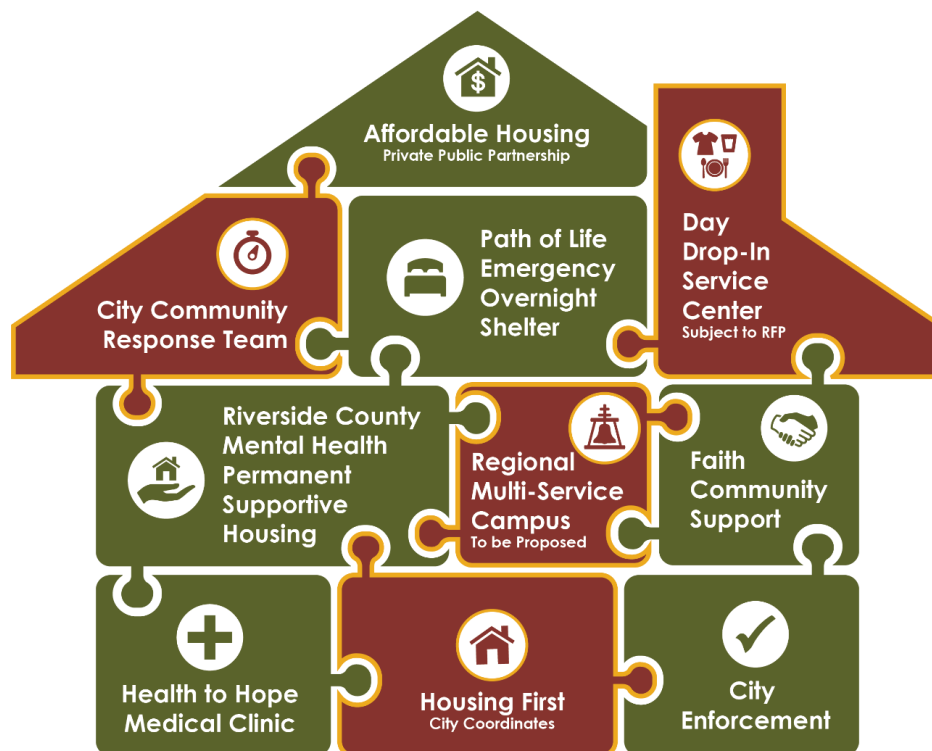 $
Affordable Housing
Private Public Partnership
City Community
Response Team
Path of Life
Emergency
Overnight
Shelter
Day
Drop-In
Service
Center
Subject to RFP
Riverside County
Mental Health
Permanent
Supportive
Housing
Regional
Multi-Service
Campus
To be Proposed
Faith
Community
Support
Health to Hope
Medical Clinic
Housing First
City Coordinates
City
Enforcement